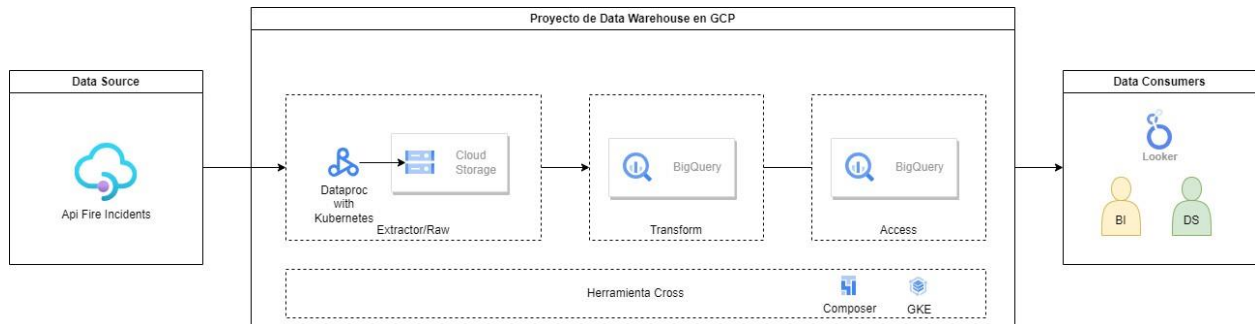 Proyecto de Data Warehouse en GCP
Data Source
Api Fire Incidents
Dataproc
with
Kubernetes
Cloud
Storage
Extractor/Raw
BigQuery
Transform
BigQuery
Access
Herramienta Cross
Composer
GKE
Data Consumers
Looker
BI
DS